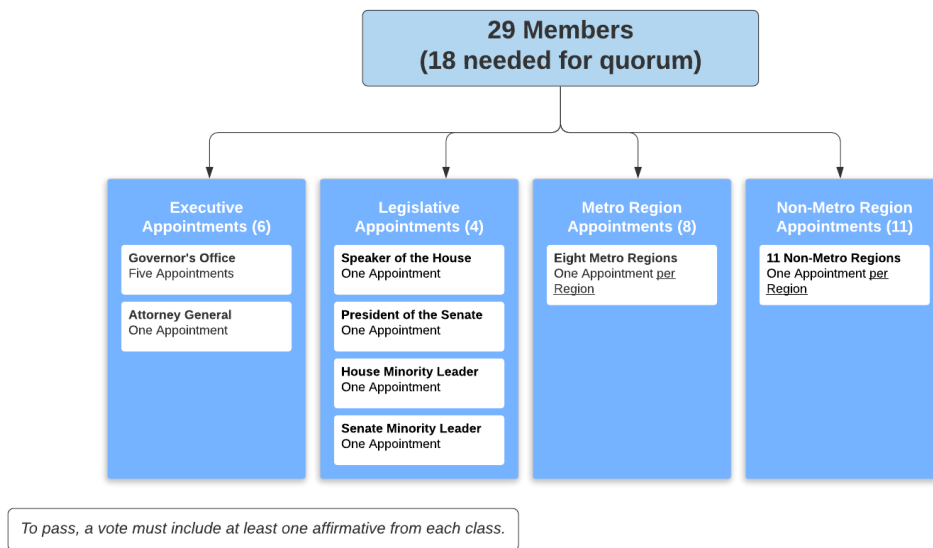 29 Members
(18 needed for quorum)
Executive
Appointments (6)
Governor's Office
Five Appointments
Attorney General
One Appointment
Legislative
Appointments (4)
Speaker of the House
One Appointment
President of the Senate
One Appointment
House Minority Leader
One Appointment
Senate Minority Leader
One Appointment
Metro Region
Appointments (8)
Eight Metro Regions
One Appointment per
Region
Non-Metro Region
Appointments (11)
11 Non-Metro Regions
One Appointment per
Region
To pass, a vote must include at least one affirmative from each class.